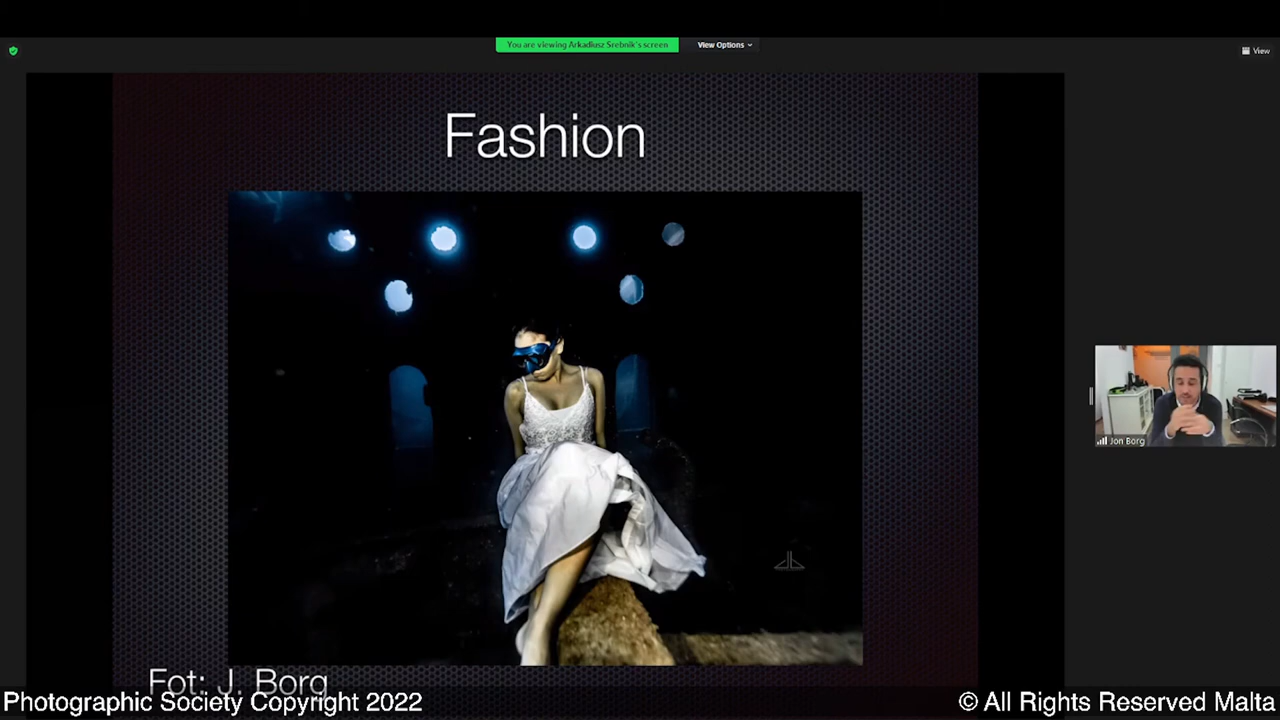 You are viewing Arkadiusz Srebnik's screen
View Options
View
Fashion
Jon Borg
Fot: J. Borg
Photographic Society Copyright 2022
© All Rights Reserved Malta